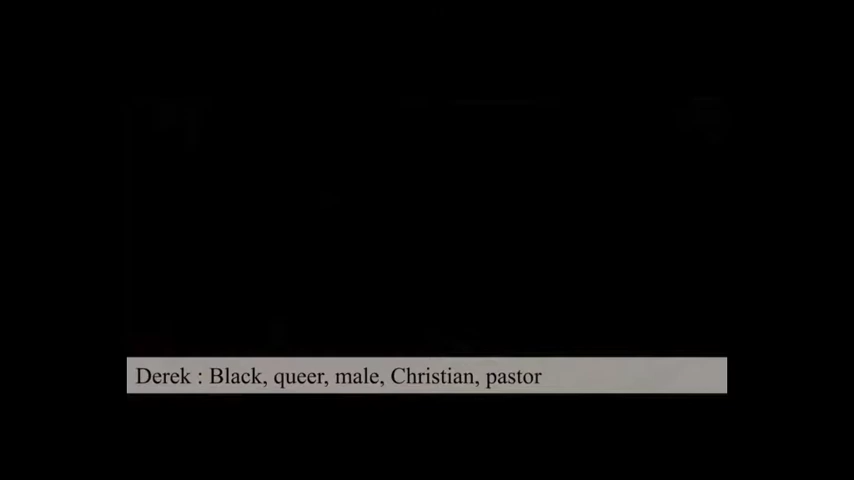 Derek : Black, queer, male, Christian, pastor